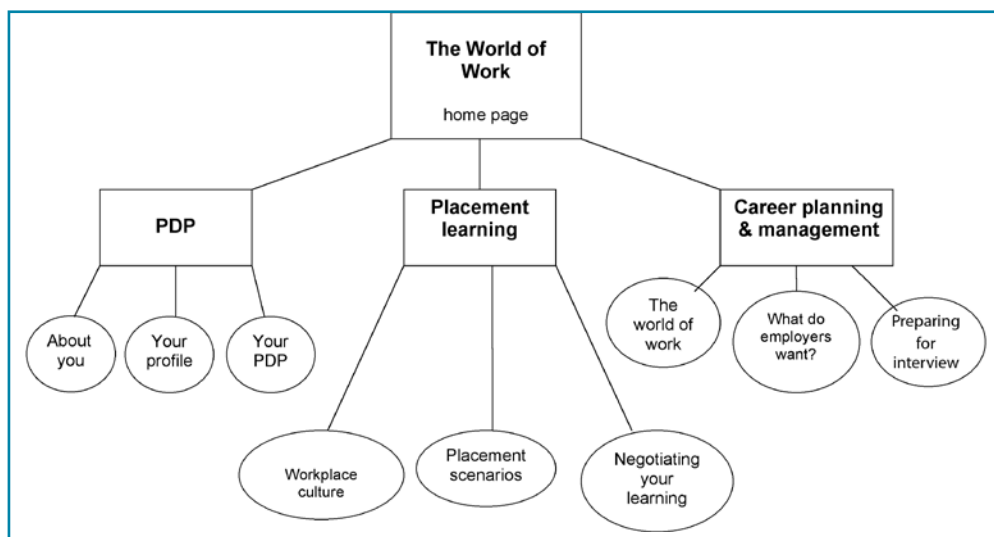 The World of
Work
home page
PDP
Placement
learning
Career planning
& management
About
you
Your
profile
Your
PDP
The
world of
work
What do
employers
want?
Preparing
for
interview
Workplace
culture
Placement
scenarios
Negotiating
your
learning